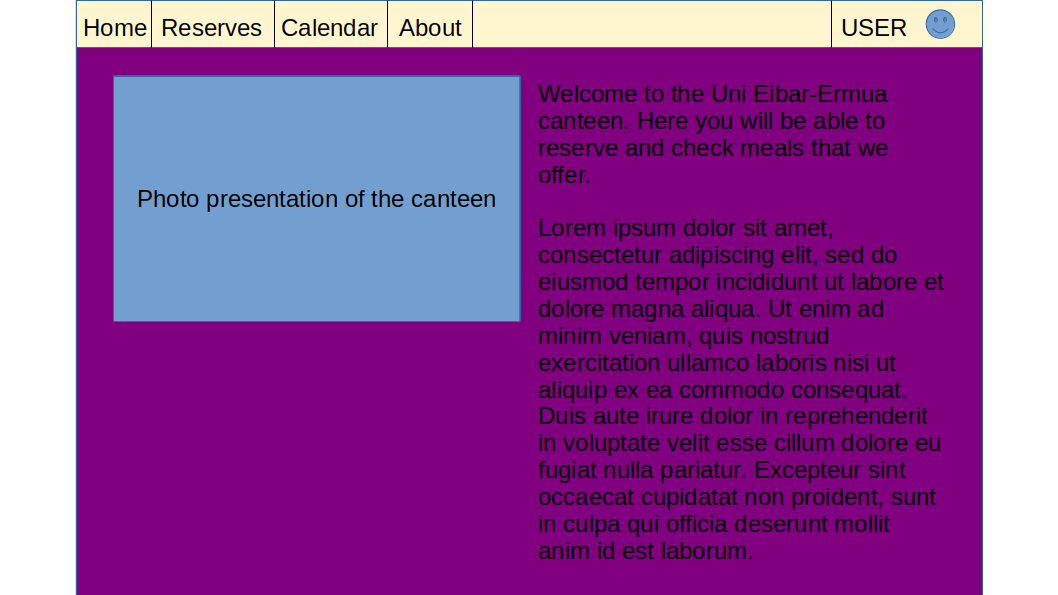 Home Reserves Calendar About USER
Photo presentation of the canteen
Welcome to the Uni Eibar-Ermua
canteen. Here you will be able to
reserve and check meals that we
offer.
Lorem ipsum dolor sit amet,
consectetur adipiscing elit, sed do
eiusmod tempor incididunt ut labore et
dolore magna aliqua. Ut enim ad
minim veniam, quis nostrud
exercitation ullamco laboris nisi ut
aliquip ex ea commodo consequat.
Duis aute irure dolor in reprehenderit
in voluptate velit esse cillum dolore eu
fugiat nulla pariatur. Excepteur sint
occaecat cupidatat non proident, sunt
in culpa qui officia deserunt mollit
anim id est laborum.